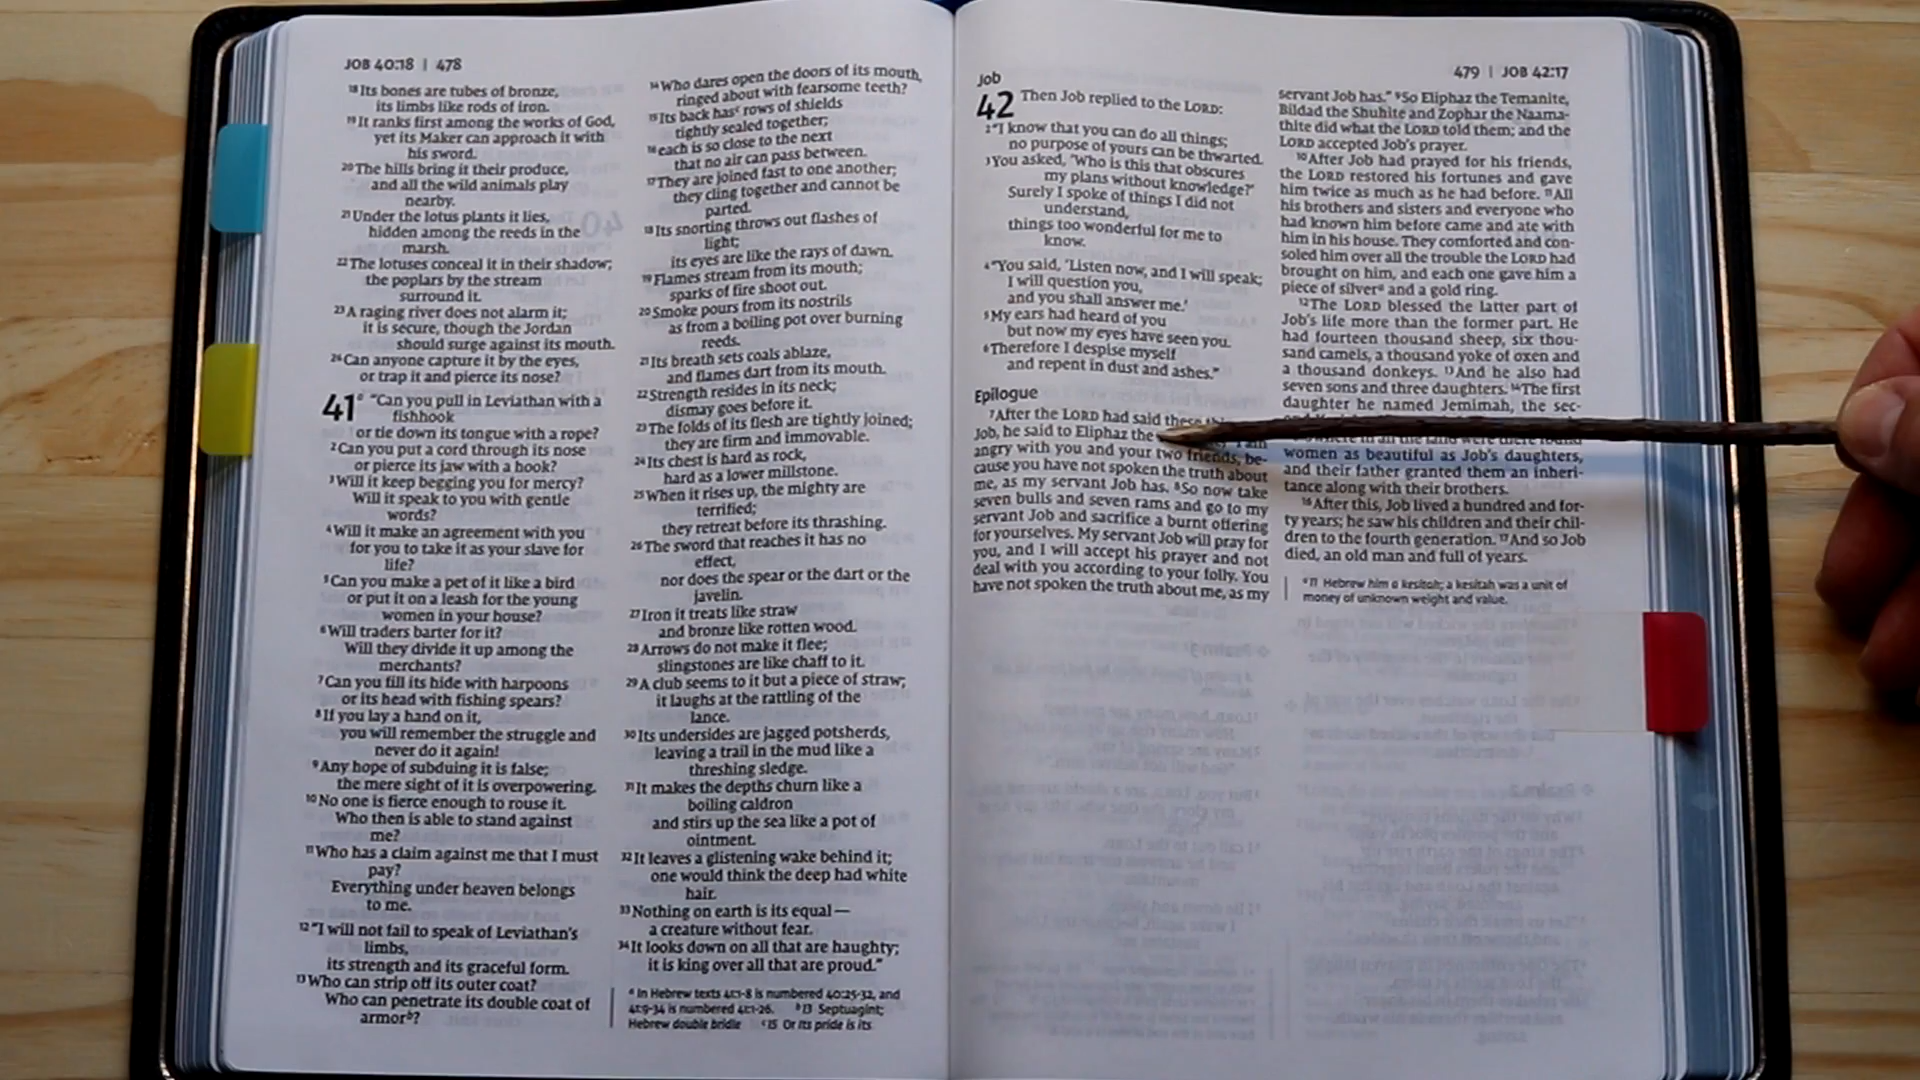 JOB 40:18 | 478
18 Its bones are tubes of bronze,
its limbs like rods of iron.
19 It ranks first among the works of God,
yet its Maker can approach it with
his sword.
20 The hills bring it their produce,
and all the wild animals play
nearby.
21 Under the lotus plants it lies,
hidden among the reeds in the
marsh.
22 The lotuses conceal it in their shadow;
the poplars by the stream
surround it.
23 A raging river does not alarm it;
it is secure, though the Jordan
should surge against its mouth.
24 Can anyone capture it by the eyes,
or trap it and pierce its nose?
41 a “Can you pull in Leviathan with a
fishhook
or tie down its tongue with a rope?
2 Can you put a cord through its nose
or pierce its jaw with a hook?
3 Will it keep begging you for mercy?
Will it speak to you with gentle
words?
4 Will it make an agreement with you
for you to take it as your slave for
life?
5 Can you make a pet of it like a bird
or put it on a leash for the young
women in your house?
6 Will traders barter for it?
Will they divide it up among the
merchants?
7 Can you fill its hide with harpoons
or its head with fishing spears?
8 If you lay a hand on it,
you will remember the struggle and
never do it again!
9 Any hope of subduing it is false;
the mere sight of it is overpowering.
10 No one is fierce enough to rouse it.
Who then is able to stand against
me?
11 Who has a claim against me that I must
pay?
Everything under heaven belongs
to me.
12 “I will not fail to speak of Leviathan’s
limbs,
its strength and its graceful form.
13 Who can strip off its outer coat?
Who can penetrate its double coat of
armor b?
14 Who dares open the doors of its mouth,
ringed about with fearsome teeth?
15 Its back has c rows of shields
tightly sealed together;
16 each is so close to the next
that no air can pass between.
17 They are joined fast to one another;
they cling together and cannot be
parted.
18 Its snorting throws out flashes of
light;
its eyes are like the rays of dawn.
19 Flames stream from its mouth;
sparks of fire shoot out.
20 Smoke pours from its nostrils
as from a boiling pot over burning
reeds.
21 Its breath sets coals ablaze,
and flames dart from its mouth.
22 Strength resides in its neck;
dismay goes before it.
23 The folds of its flesh are tightly joined;
they are firm and immovable.
24 Its chest is hard as rock,
hard as a lower millstone.
25 When it rises up, the mighty are
terrified;
they retreat before its thrashing.
26 The sword that reaches it has no
effect,
nor does the spear or the dart or the
javelin.
27 Iron it treats like straw
and bronze like rotten wood.
28 Arrows do not make it flee;
slingstones are like chaff to it.
29 A club seems to it but a piece of straw;
it laughs at the rattling of the
lance.
30 Its undersides are jagged potsherds,
leaving a trail in the mud like a
threshing sledge.
31 It makes the depths churn like a
boiling caldron
and stirs up the sea like a pot of
ointment.
32 It leaves a glistening wake behind it;
one would think the deep had white
hair.
33 Nothing on earth is its equal—
a creature without fear.
34 It looks down on all that are haughty;
it is king over all that are proud.”
a In Hebrew texts 41:1-8 is numbered 40:25-32, and
41:9-34 is numbered 41:1-26. b 13 Septuagint;
Hebrew double bridle c 15 Or Its pride is its
479 | JOB 42:17
Job
42 Then Job replied to the LORD:
2 “I know that you can do all things;
no purpose of yours can be thwarted.
3 You asked, ‘Who is this that obscures
my plans without knowledge?’
Surely I spoke of things I did not
understand,
things too wonderful for me to
know.
4 “You said, ‘Listen now, and I will speak;
I will question you,
and you shall answer me.’
5 My ears had heard of you
but now my eyes have seen you.
6 Therefore I despise myself
and repent in dust and ashes.”
Epilogue
7 After the LORD had said these
Job, he said to Eliphaz the
angry with you and your two friends, be-
cause you have not spoken the truth about
me, as my servant Job has. 8 So now take
seven bulls and seven rams and go to my
servant Job and sacrifice a burnt offering
for yourselves. My servant Job will pray for
you, and I will accept his prayer and not
deal with you according to your folly. You
have not spoken the truth about me, as my
servant Job has.” 9 So Eliphaz the Temanite,
Bildad the Shuhite and Zophar the Naama-
thite did what the LORD told them; and the
LORD accepted Job’s prayer.
10 After Job had prayed for his friends,
the LORD restored his fortunes and gave
him twice as much as he had before. 11 All
his brothers and sisters and everyone who
had known him before came and ate with
him in his house. They comforted and con-
soled him over all the trouble the LORD had
brought on him, and each one gave him a
piece of silver a and a gold ring.
12 The LORD blessed the latter part of
Job’s life more than the former part. He
had fourteen thousand sheep, six thou-
sand camels, a thousand yoke of oxen and
a thousand donkeys. 13 And he also had
seven sons and three daughters. 14 The first
daughter he named Jemimah, the sec-
in all the land were there found
women as beautiful as Job’s daughters,
and their father granted them an inheri-
tance along with their brothers.
16 After this, Job lived a hundred and for-
ty years; he saw his children and their chil-
dren to the fourth generation. 17 And so Job
died, an old man and full of years.
a 11 Hebrew him a kesitah; a kesitah was a unit of
money of unknown weight and value.